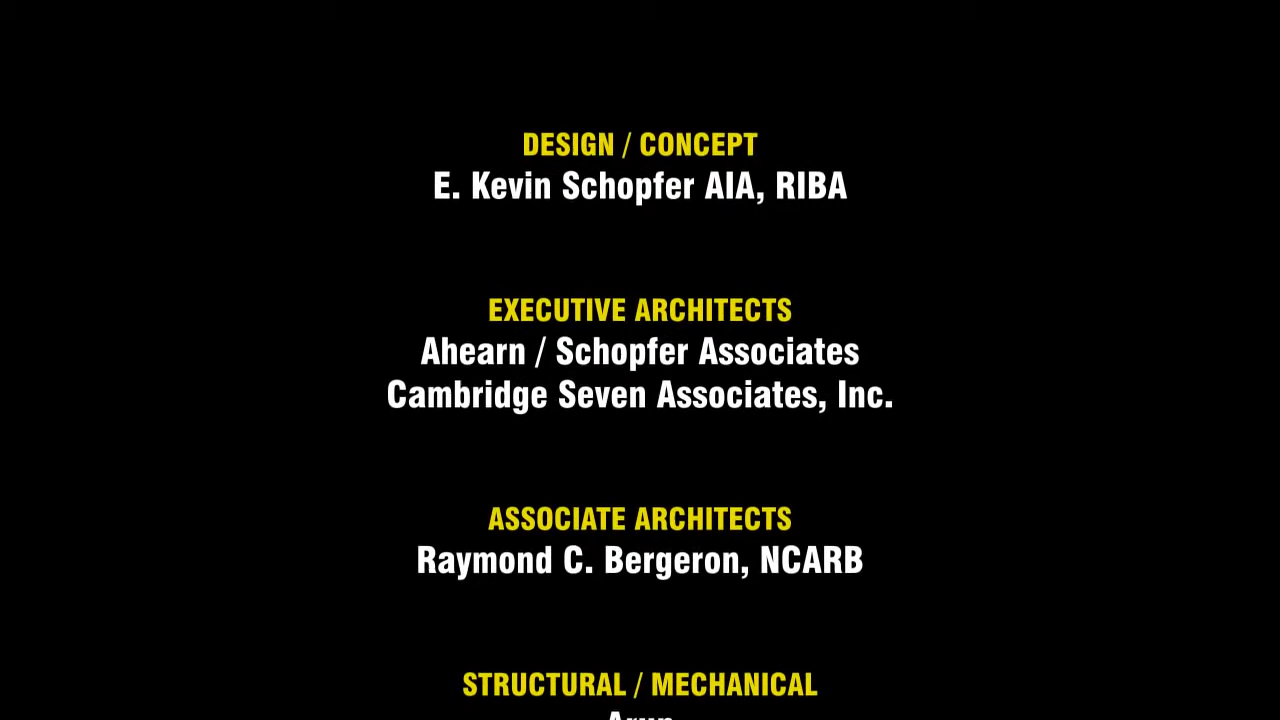 DESIGN / CONCEPT
E. Kevin Schopfer AIA, RIBA
EXECUTIVE ARCHITECTS
Ahearn / Schopfer Associates
Cambridge Seven Associates, Inc.
ASSOCIATE ARCHITECTS
Raymond C. Bergeron, NCARB
STRUCTURAL / MECHANICAL